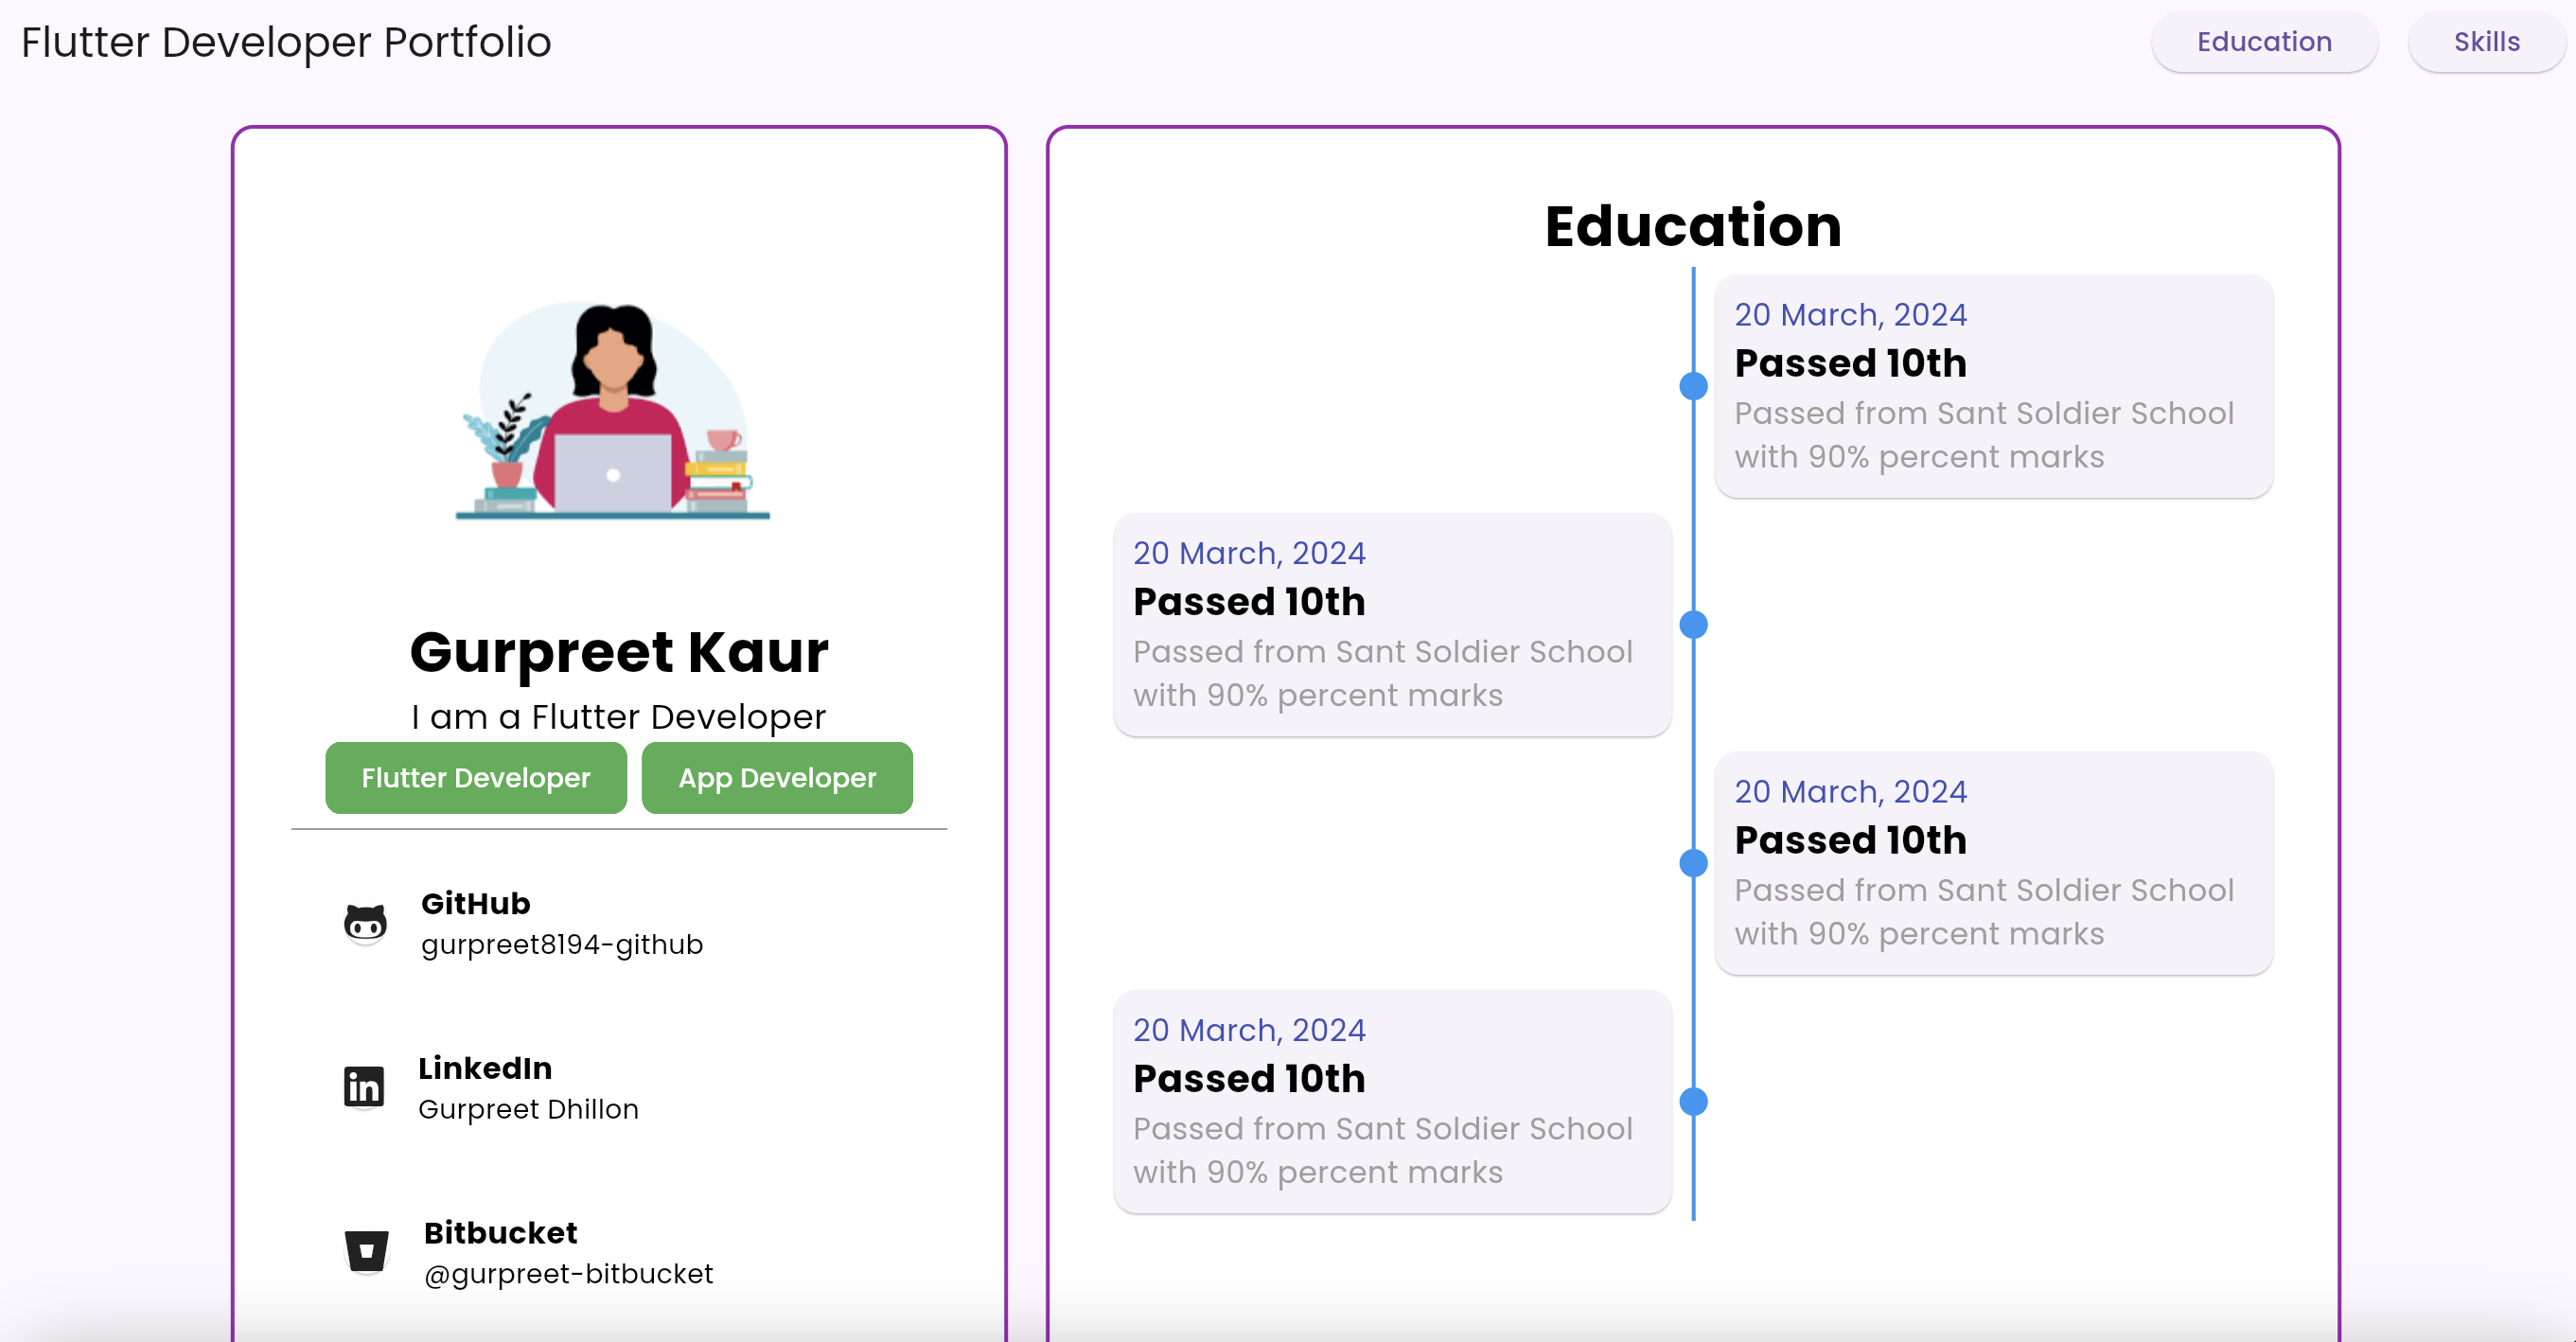 Flutter Developer Portfolio
Education
Skills
Gurpreet Kaur
I am a Flutter Developer
Flutter Developer
App Developer
GitHub
gurpreet8194-github
LinkedIn
Gurpreet Dhillon
Bitbucket
@gurpreet-bitbucket
Education
20 March, 2024
Passed 10th
Passed from Sant Soldier School
with 90% percent marks
20 March, 2024
Passed 10th
Passed from Sant Soldier School
with 90% percent marks
20 March, 2024
Passed 10th
Passed from Sant Soldier School
with 90% percent marks
20 March, 2024
Passed 10th
Passed from Sant Soldier School
with 90% percent marks